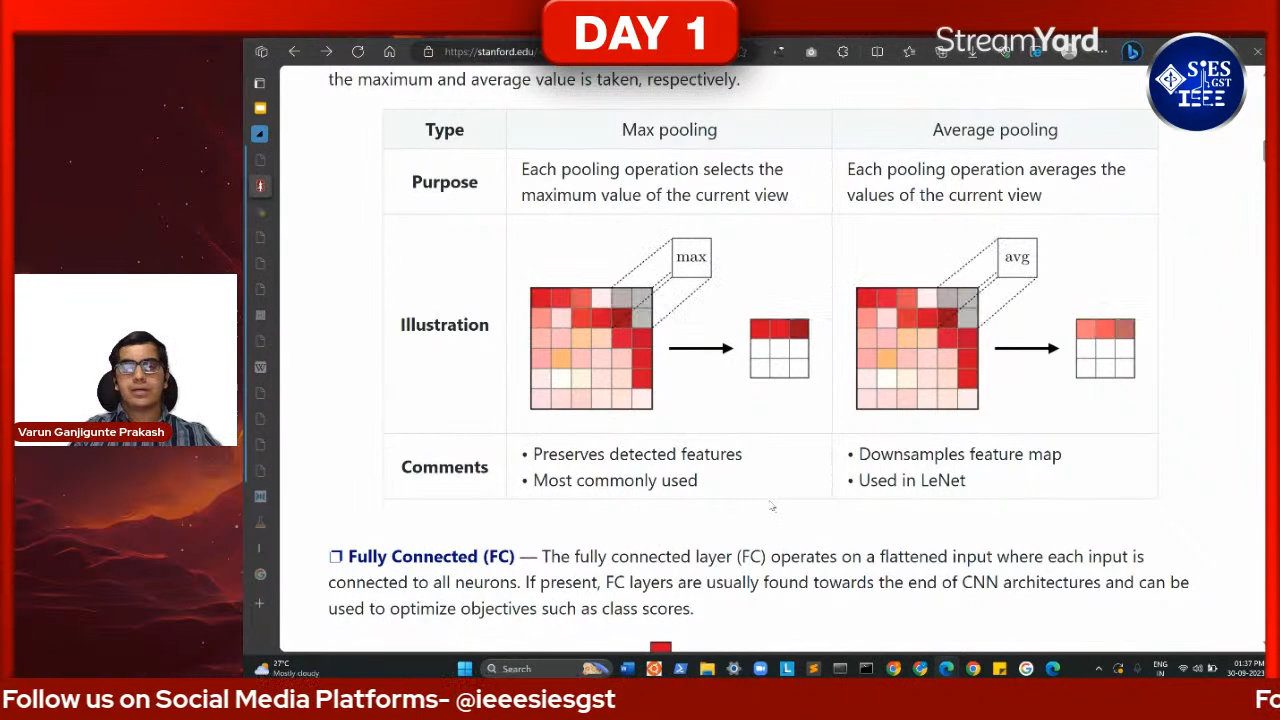 DAY 1
StreamYard
https://stanford.edu/
SiES
GST
IEEE
the maximum and average value is taken, respectively.
Type
Max pooling
Average pooling
Purpose
Each pooling operation selects the
maximum value of the current view
Each pooling operation averages the
values of the current view
Illustration
max
avg
Comments
• Preserves detected features
• Most commonly used
• Downsamples feature map
• Used in LeNet
Fully Connected (FC) — The fully connected layer (FC) operates on a flattened input where each input is
connected to all neurons. If present, FC layers are usually found towards the end of CNN architectures and can be
used to optimize objectives such as class scores.
Varun Ganjigunte Prakash
27°C
Mostly cloudy
Search
ENG
IN
01:37 PM
30-09-2023
Follow us on Social Media Platforms- @ieeesiesgst
Fo